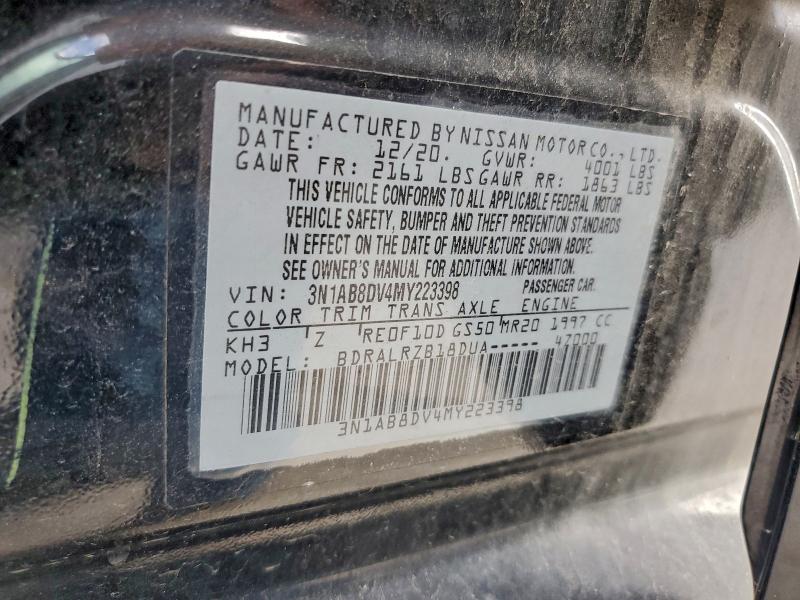 MANUFACTURED BY NISSAN MOTOR CO., LTD.
DATE: 12/20. GVWR: 4001 LBS
GAWR FR: 2161 LBS GAWR RR: 1863 LBS
THIS VEHICLE CONFORMS TO ALL APPLICABLE FEDERAL MOTOR
VEHICLE SAFETY, BUMPER AND THEFT PREVENTION STANDARDS
IN EFFECT ON THE DATE OF MANUFACTURE SHOWN ABOVE.
SEE OWNER'S MANUAL FOR ADDITIONAL INFORMATION.
VIN: 3N1AB8DV4MY223398 PASSENGER CAR.
COLOR TRIM TRANS AXLE ENGINE
KH3 Z RE0F10D GS50 MR20 1997 CC
MODEL: BDRALRZB18DUA----- 47000
3N1AB8DV4MY223398